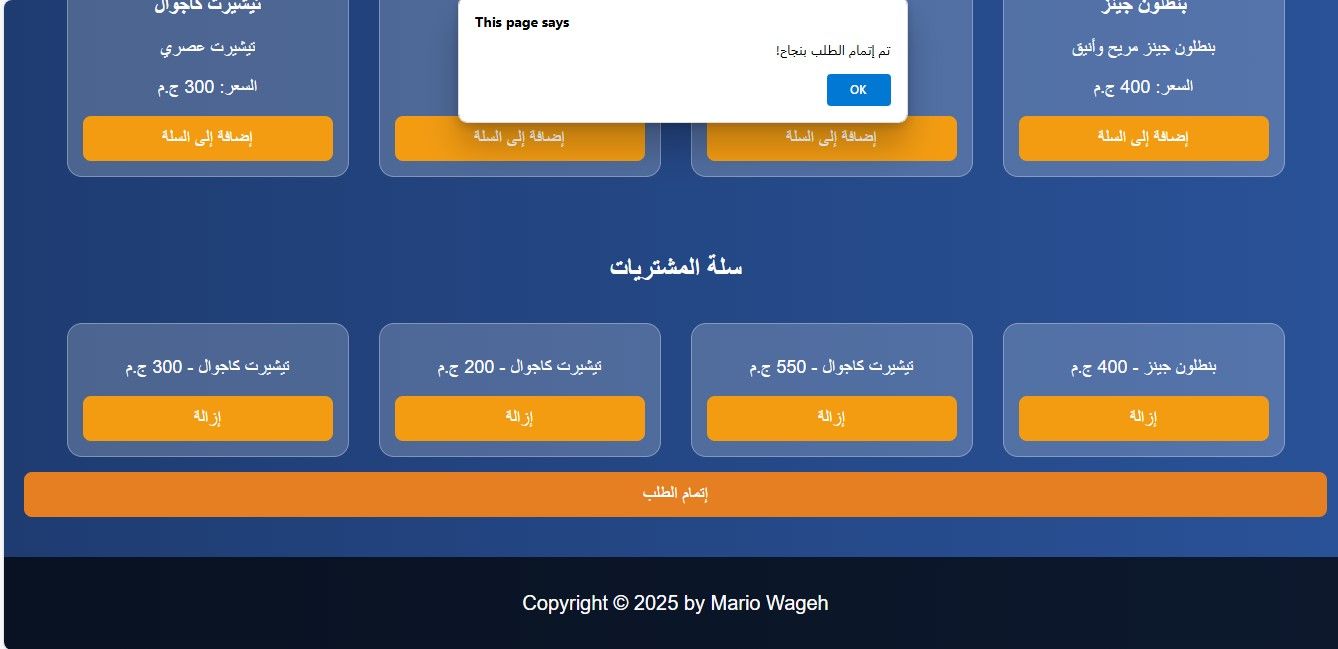 This page says
تم إتمام الطلب بنجاح!
OK
بنطلون جينز
تيشيرت كاجوال
بنطلون جينز مريح وأنيق
تيشيرت عصري
السعر: 400 ج.م
السعر: 300 ج.م
إضافة إلى السلة
إضافة إلى السلة
إضافة إلى السلة
إضافة إلى السلة
سلة المشتريات
بنطلون جينز - 400 ج.م
تيشيرت كاجوال - 550 ج.م
تيشيرت كاجوال - 200 ج.م
تيشيرت كاجوال - 300 ج.م
إزالة
إزالة
إزالة
إزالة
إتمام الطلب
Copyright © 2025 by Mario Wageh